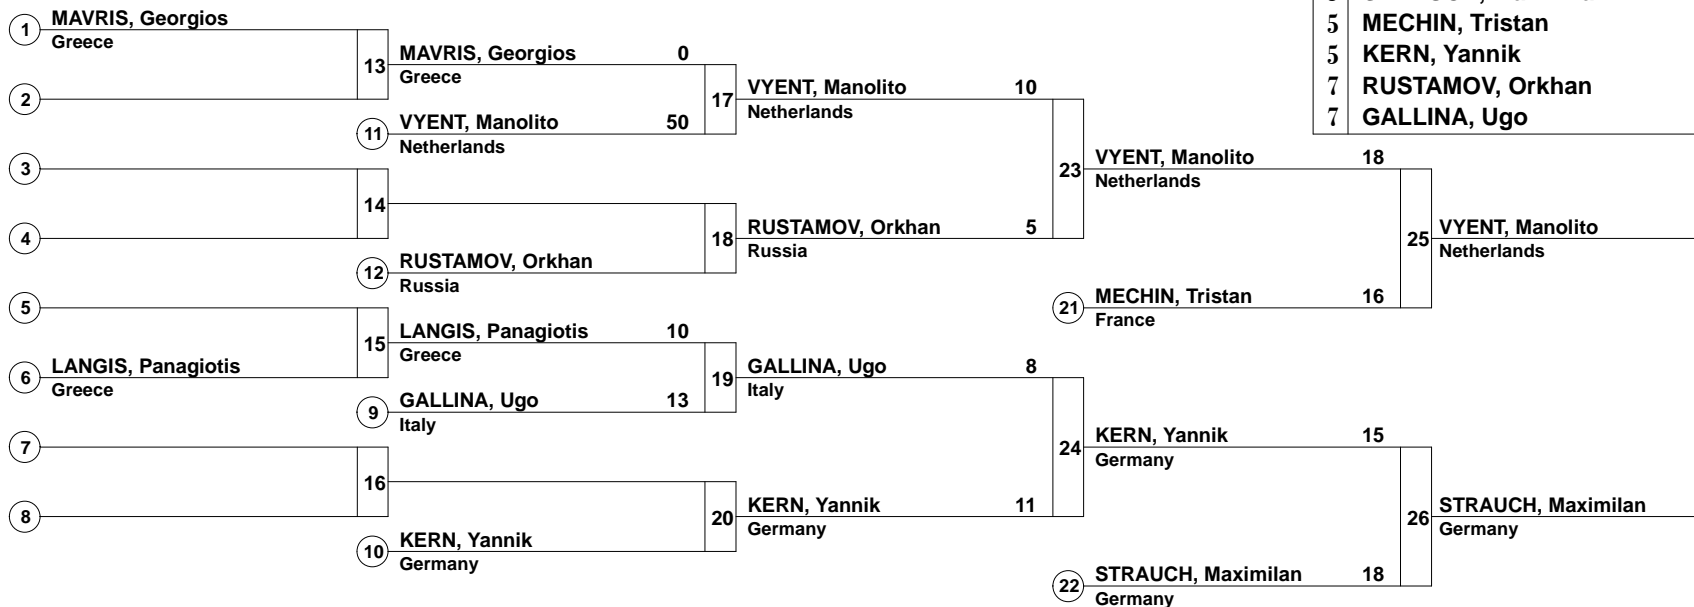 1 MAVRIS, Georgios
Greece
2
3
4
5
6 LANGIS, Panagiotis
Greece
7
8
13 MAVRIS, Georgios 0
Greece
11 VYENT, Manolito 50
Netherlands
14
12 RUSTAMOV, Orkhan
Russia
15 LANGIS, Panagiotis 10
Greece
9 GALLINA, Ugo 13
Italy
16
10 KERN, Yannik
Germany
17 VYENT, Manolito 10
Netherlands
18 RUSTAMOV, Orkhan 5
Russia
19 GALLINA, Ugo 8
Italy
20 KERN, Yannik 11
Germany
23 VYENT, Manolito 18
Netherlands
21 MECHIN, Tristan 16
France
24 KERN, Yannik 15
Germany
22 STRAUCH, Maximilan 18
Germany
25 VYENT, Manolito
Netherlands
26 STRAUCH, Maximilan
Germany
5 MECHIN, Tristan
5 KERN, Yannik
7 RUSTAMOV, Orkhan
7 GALLINA, Ugo